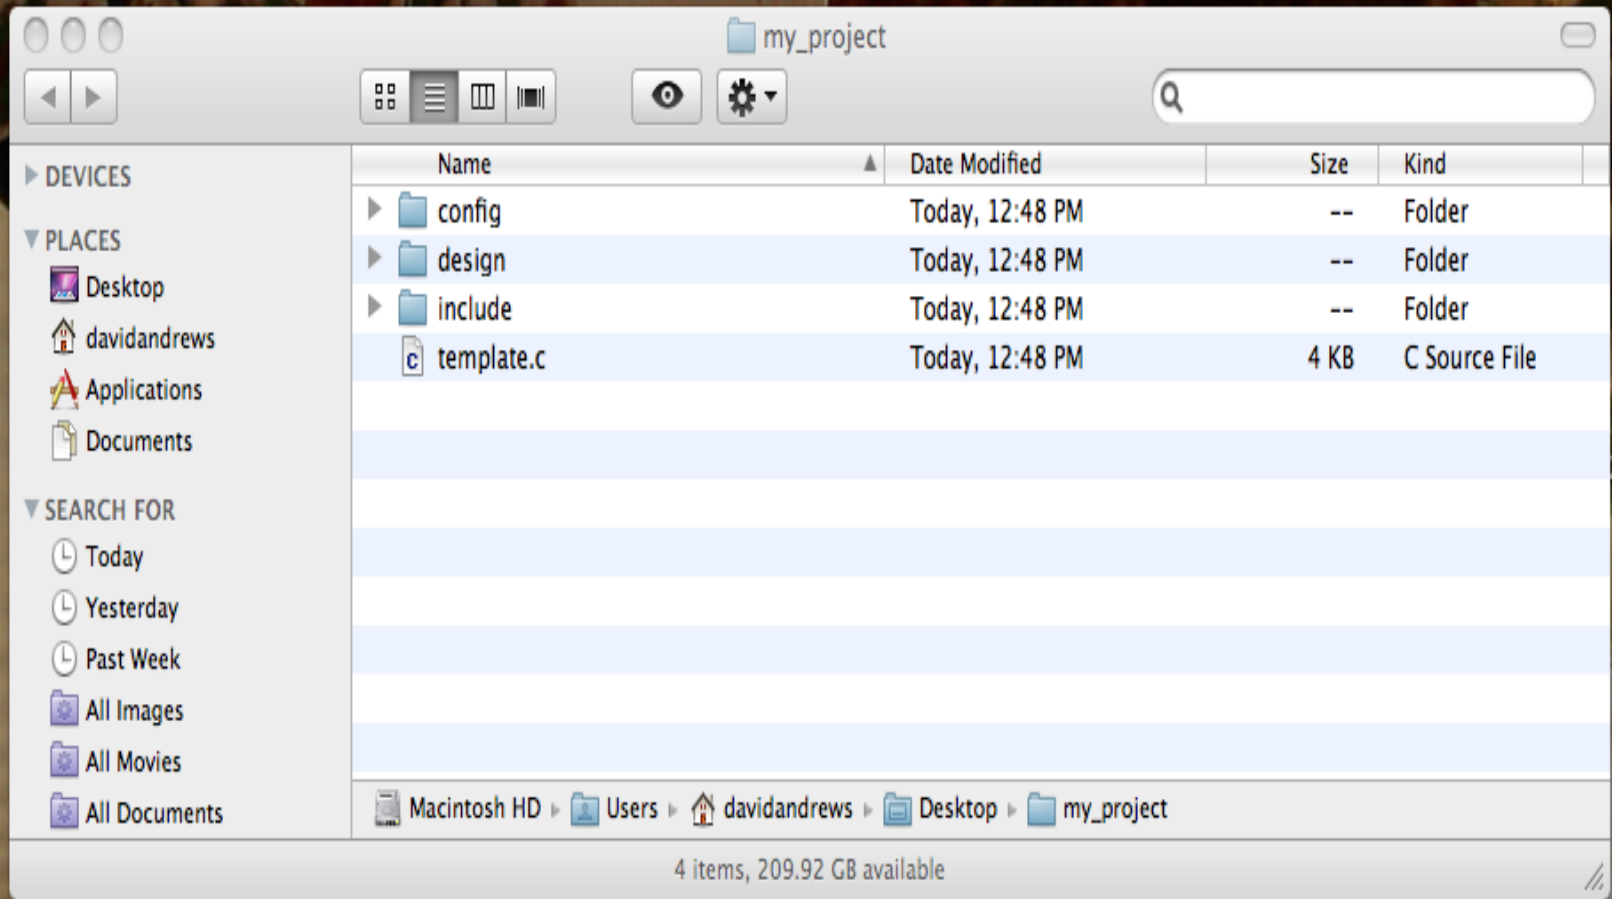 my_project
DEVICES
PLACES
Desktop
davidandrews
Applications
Documents
SEARCH FOR
Today
Yesterday
Past Week
All Images
All Movies
All Documents
Name Date Modified Size Kind
config Today, 12:48 PM -- Folder
design Today, 12:48 PM -- Folder
include Today, 12:48 PM -- Folder
c template.c Today, 12:48 PM 4 KB C Source File
Macintosh HD Users davidandrews Desktop my_project
4 items, 209.92 GB available